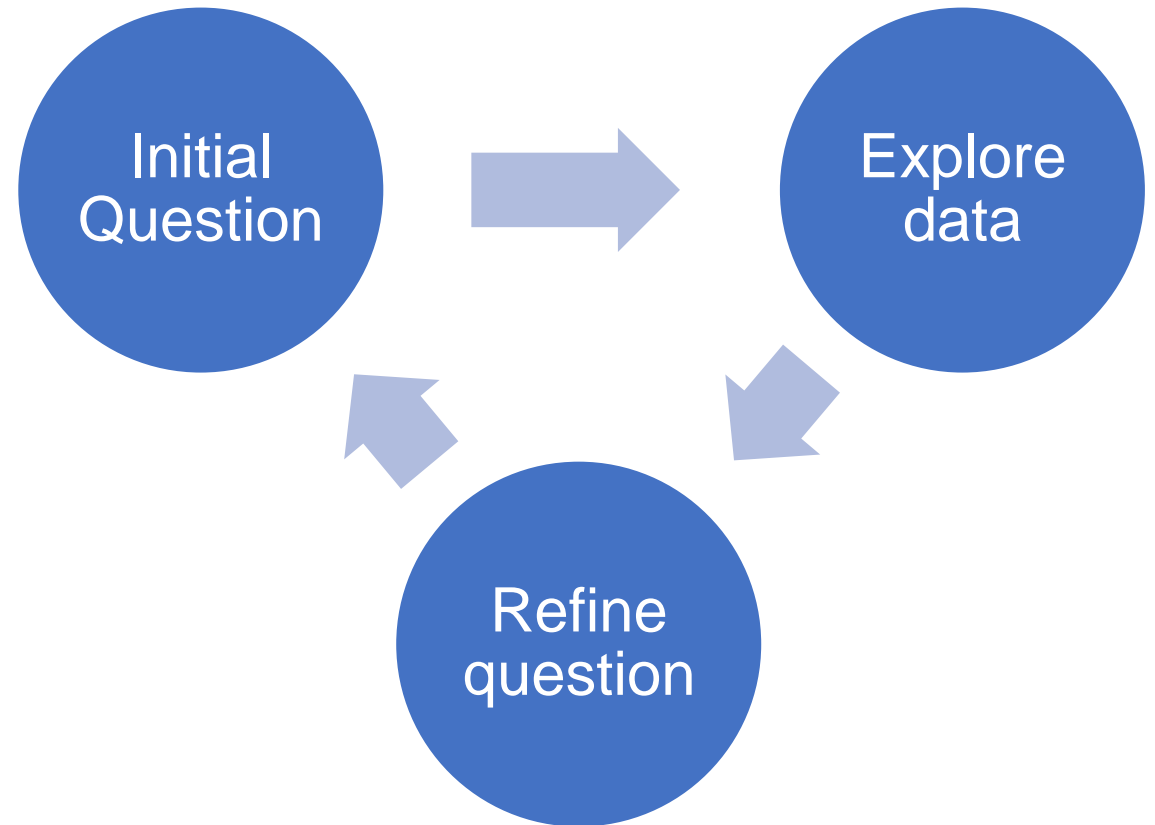 Initial
Question
Explore
data
Refine
question